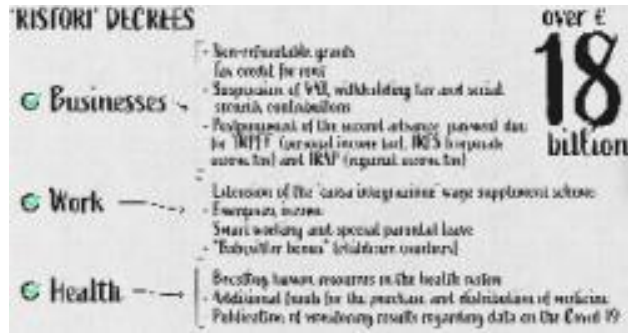 'RISTORI' DECREES
over €
18
billion
Businesses
- Non-refundable grants
Tax credit for rent
- Suspension of VAT, withholding tax and social
security contributions
- Postponement of the second advance payment due
for IRPEF (personal income tax), IRES (corporate
income tax) and IRAP (regional income tax)
Work
Extension of the "cassa integrazione" wage supplement scheme
- Emergency income
Smart working and special parental leave
- "Babysitter bonus" (childcare vouchers)
Health
Boosting human resources in the health system
- Additional funds for the purchase and distribution of medicine
Publication of monitoring results regarding data on the Covid 19